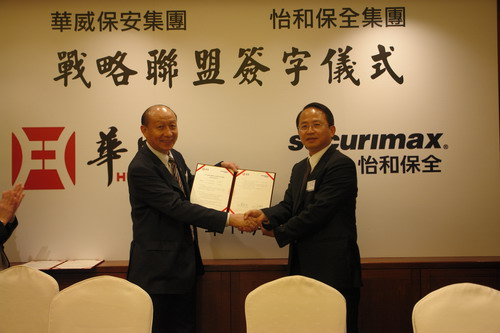 華威保安集團 怡和保全集團
戰略聯盟簽字儀式
華
H
securimax®
怡和保全